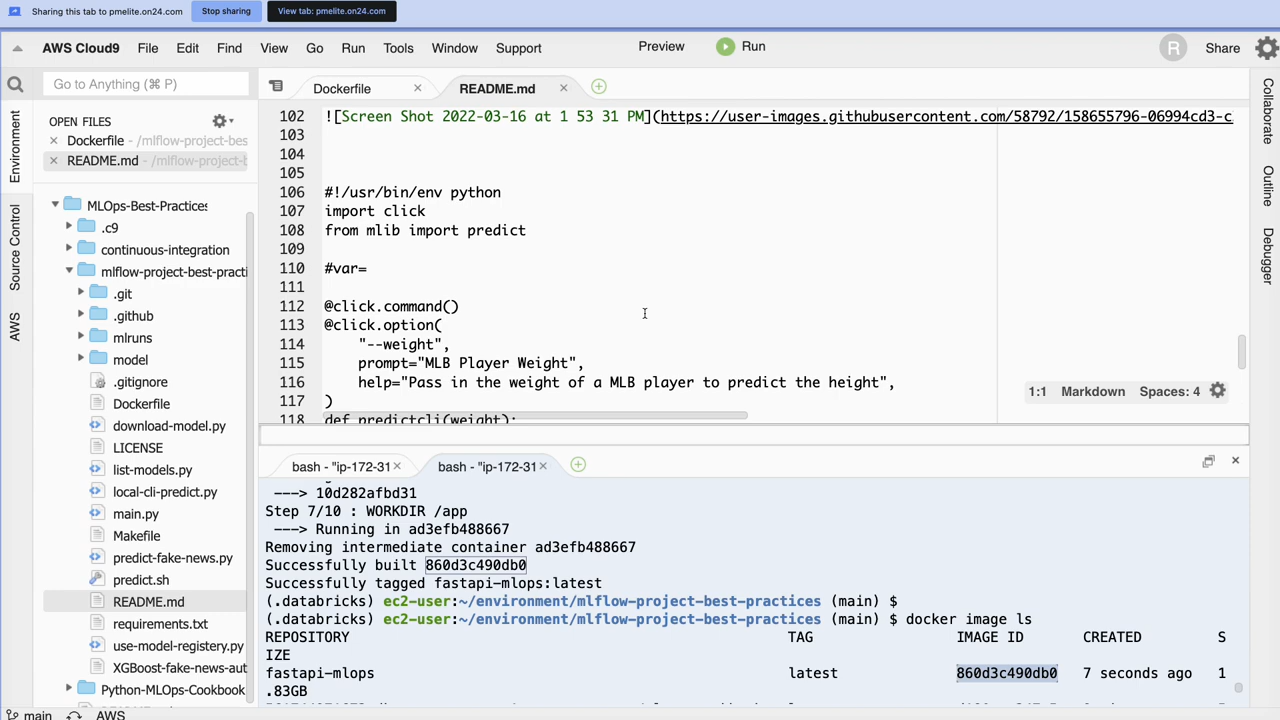 Sharing this tab to pmelite.on24.com Stop sharing View tab: pmelite.on24.com
AWS Cloud9 File Edit Find View Go Run Tools Window Support Preview Run R Share
Go to Anything (⌘ P)
Dockerfile README.md
OPEN FILES
Dockerfile - /mlflow-project-bes
README.md - /mlflow-project-b
Environment
Source Control
AWS
MLOps-Best-Practices
.c9
continuous-integration
mlflow-project-best-practi
.git
.github
mlruns
model
.gitignore
Dockerfile
download-model.py
LICENSE
list-models.py
local-cli-predict.py
main.py
Makefile
predict-fake-news.py
predict.sh
README.md
requirements.txt
use-model-registery.py
XGBoost-fake-news-aut
Python-MLOps-Cookbook
main AWS
102 ![Screen Shot 2022-03-16 at 1 53 31 PM](https://user-images.githubusercontent.com/58792/158655796-06994cd3-c
103
104
105
106 #!/usr/bin/env python
107 import click
108 from mlib import predict
109
110 #var=
111
112 @click.command()
113 @click.option(
114 "--weight",
115 prompt="MLB Player Weight",
116 help="Pass in the weight of a MLB player to predict the height",
117 )
118 def predictcli(weight):
1:1 Markdown Spaces: 4
Collaborate
Outline
Debugger
bash - "ip-172-31 bash - "ip-172-31
---> 10d282afbd31
Step 7/10 : WORKDIR /app
---> Running in ad3efb488667
Removing intermediate container ad3efb488667
Successfully built 860d3c490db0
Successfully tagged fastapi-mlops:latest
(.databricks) ec2-user:~/environment/mlflow-project-best-practices (main) $
(.databricks) ec2-user:~/environment/mlflow-project-best-practices (main) $ docker image ls
REPOSITORY TAG IMAGE ID CREATED S
IZE
fastapi-mlops latest 860d3c490db0 7 seconds ago 1
.83GB